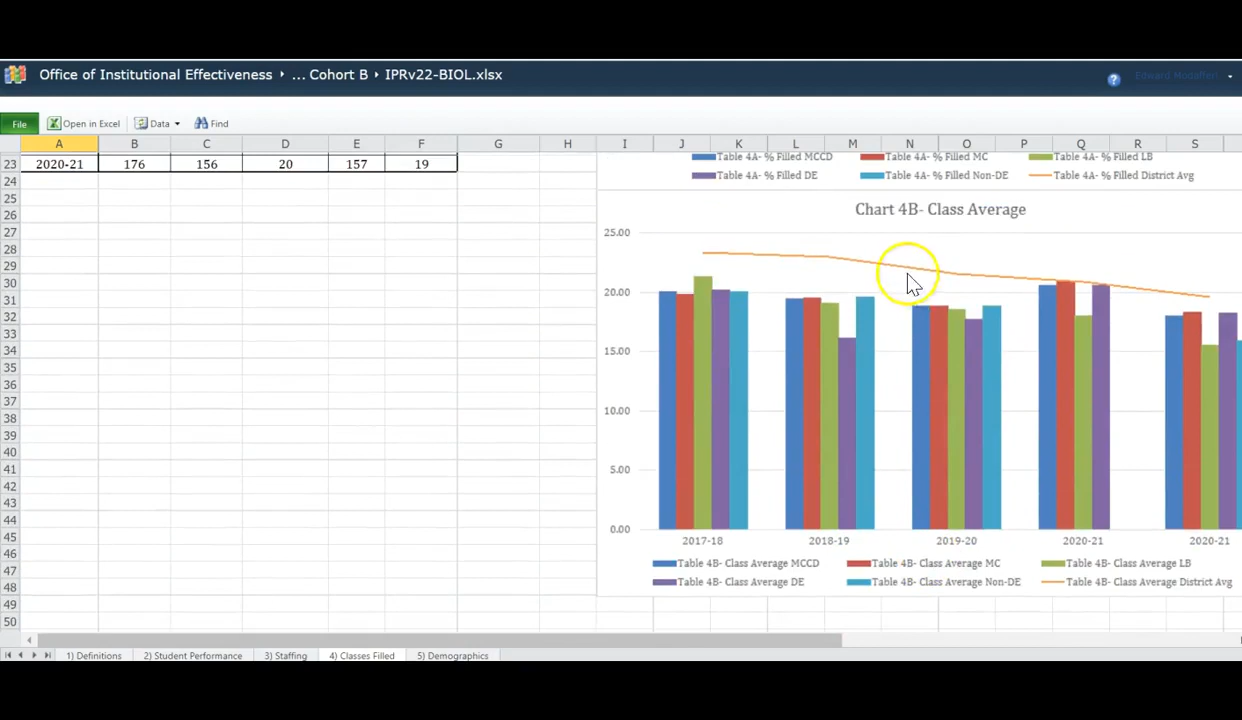 Office of Institutional Effectiveness ▸ ... Cohort B ▸ IPRv22-BIOL.xlsx
Edward Modafferi
File Open in Excel Data Find
A B C D E F G H I J K L M N O P Q R S
23 2020-21 176 156 20 157 19
Table 4A- % Filled MCCD Table 4A- % Filled MC Table 4A- % Filled LB
24
Table 4A- % Filled DE Table 4A- % Filled Non-DE Table 4A- % Filled District Avg
25
26
Chart 4B- Class Average
27
25.00
28
29
30
20.00
31
32
33
34
15.00
35
36
37
10.00
38
39
40
41
5.00
42
43
44
0.00
45
2017-18 2018-19 2019-20 2020-21 2020-21
46
Table 4B- Class Average MCCD Table 4B- Class Average MC Table 4B- Class Average LB
47
Table 4B- Class Average DE Table 4B- Class Average Non-DE Table 4B- Class Average District Avg
48
49
50
1) Definitions 2) Student Performance 3) Staffing 4) Classes Filled 5) Demographics